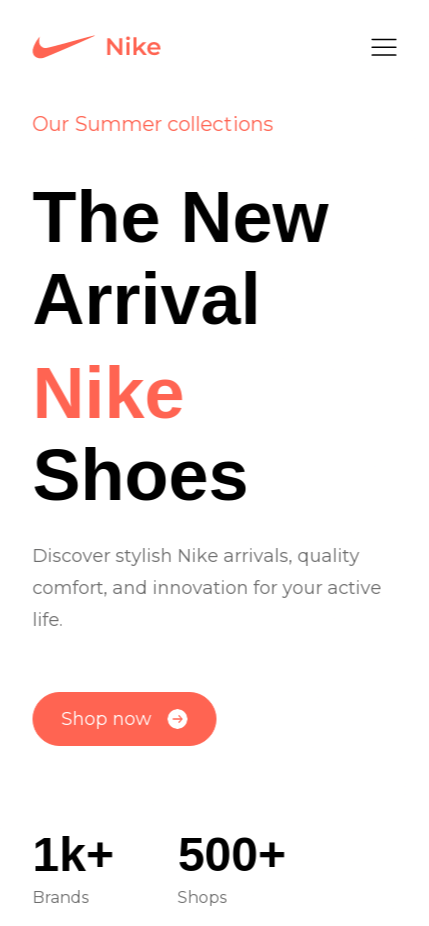 Nike
Our Summer collections
The New
Arrival
Nike
Shoes
Discover stylish Nike arrivals, quality
comfort, and innovation for your active
life.
Shop now
1k+ 500+
Brands Shops